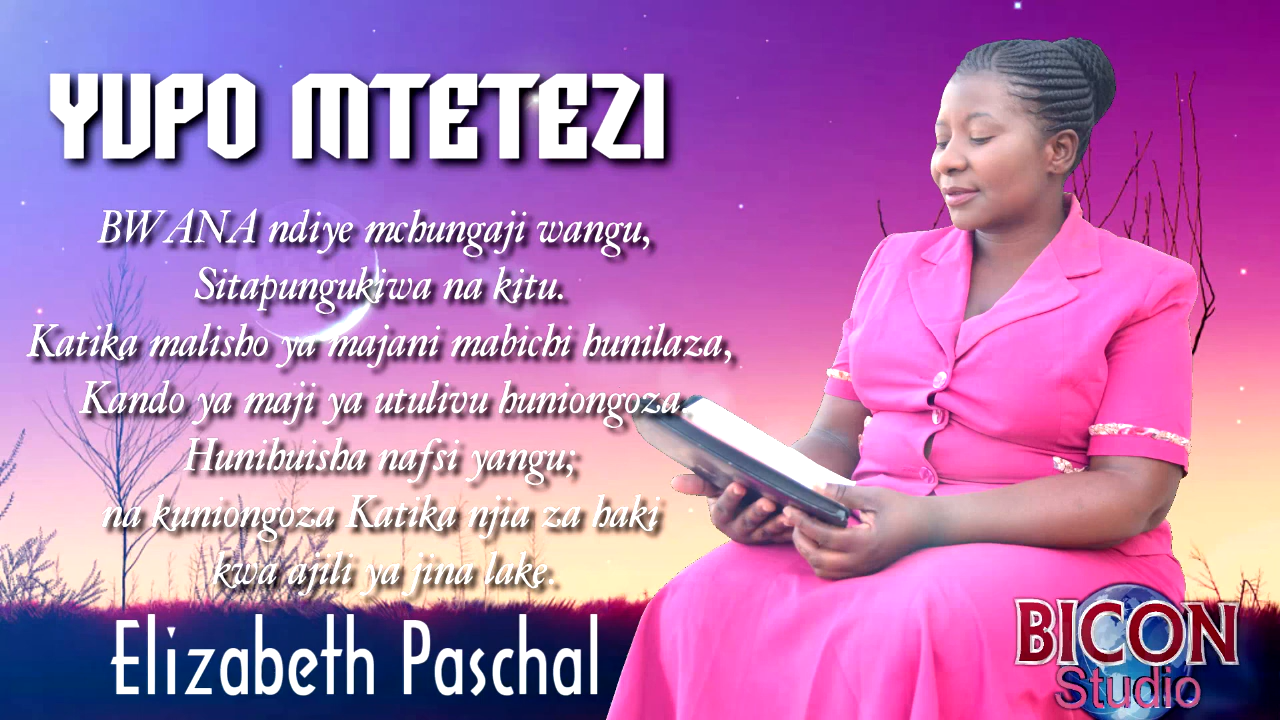 YUPO MTETEZI
BWANA ndiye mchungaji wangu,
Sitapungukiwa na kitu.
Katika malisho ya majani mabichi hunilaza,
Kando ya maji ya utulivu huniongoza.
Hunihuisha nafsi yangu;
na kuniongoza Katika njia za haki
kwa ajili ya jina lake.
Elizabeth Paschal
BICON
Studio